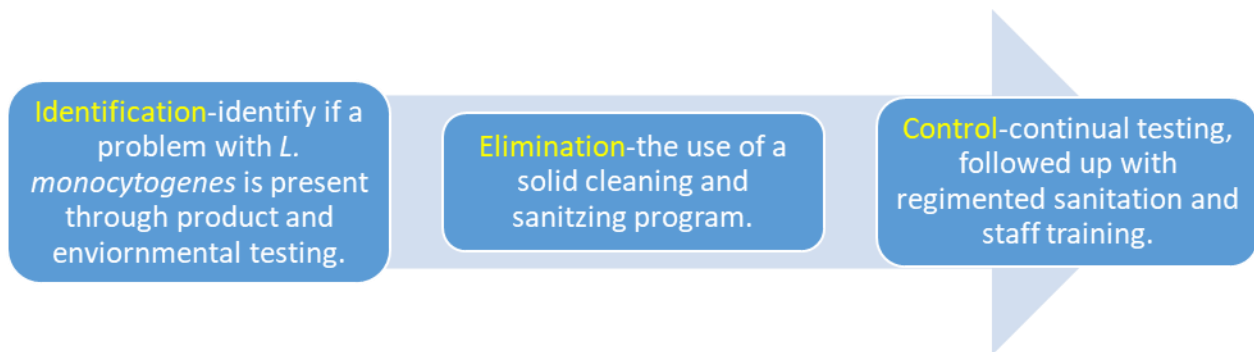 Identification-identify if a
problem with L.
monocytogenes is present
through product and
enviornmental testing.
Elimination-the use of a
solid cleaning and
sanitzing program.
Control-continual testing,
followed up with
regimented sanitation and
staff training.